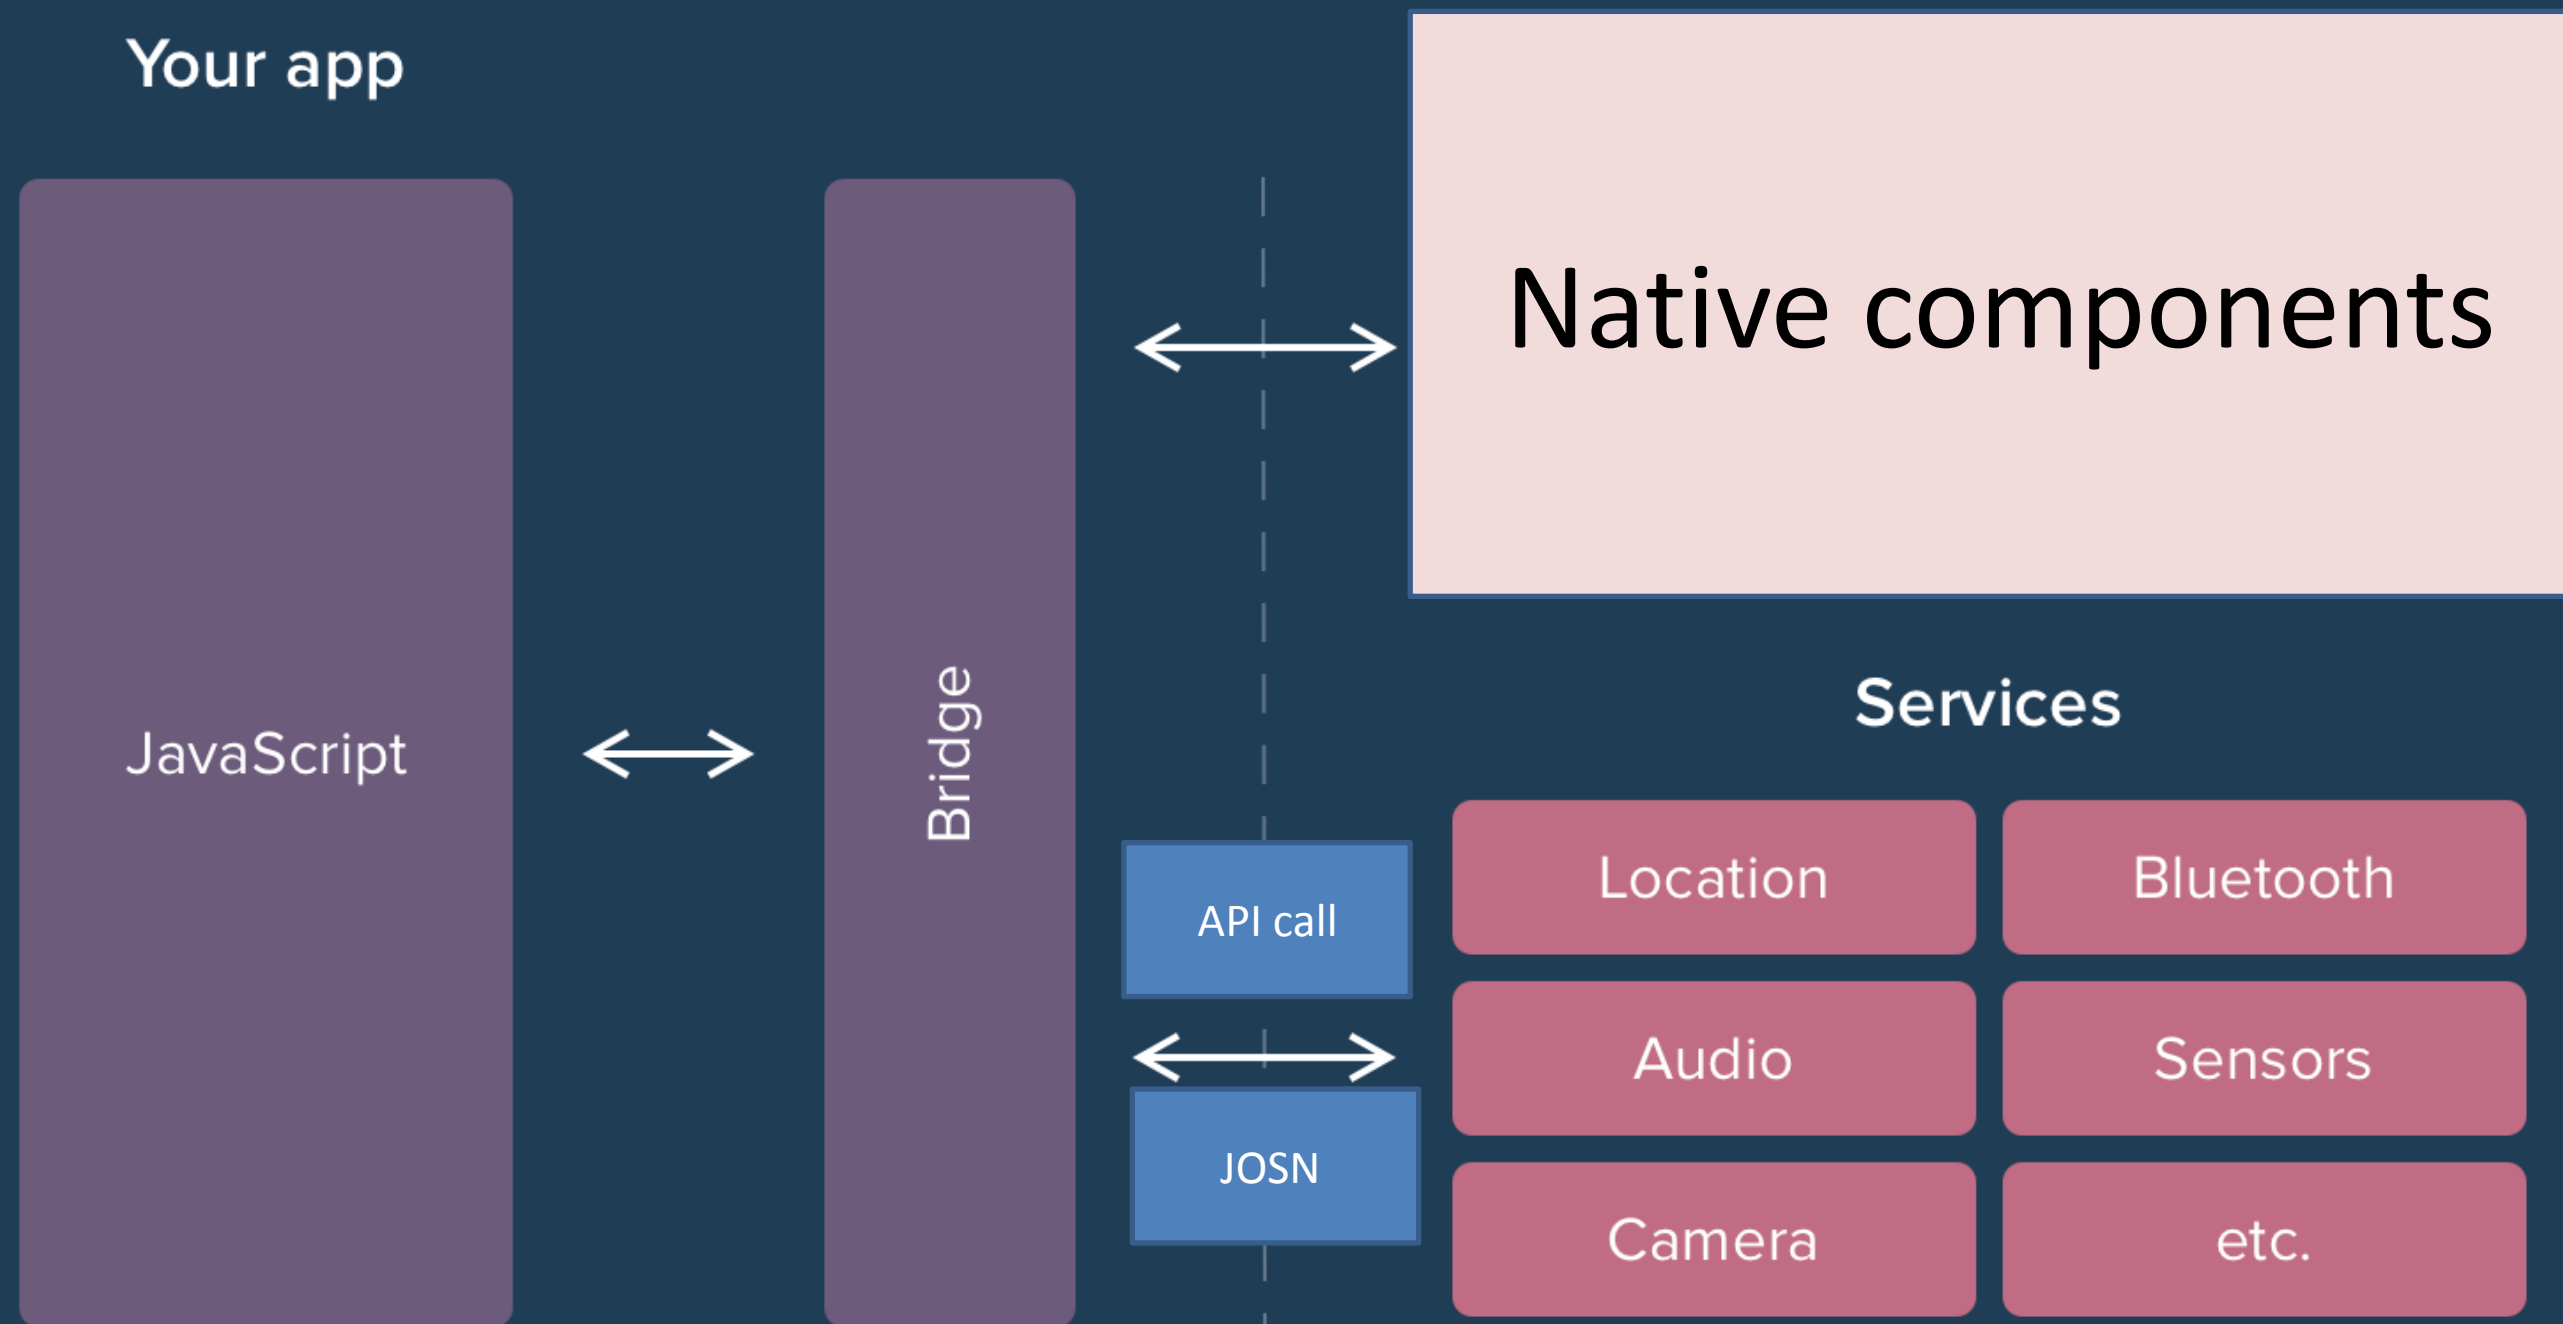 Your app
JavaScript
Bridge
Native components
API call
JOSN
Services
Location
Bluetooth
Audio
Sensors
Camera
etc.